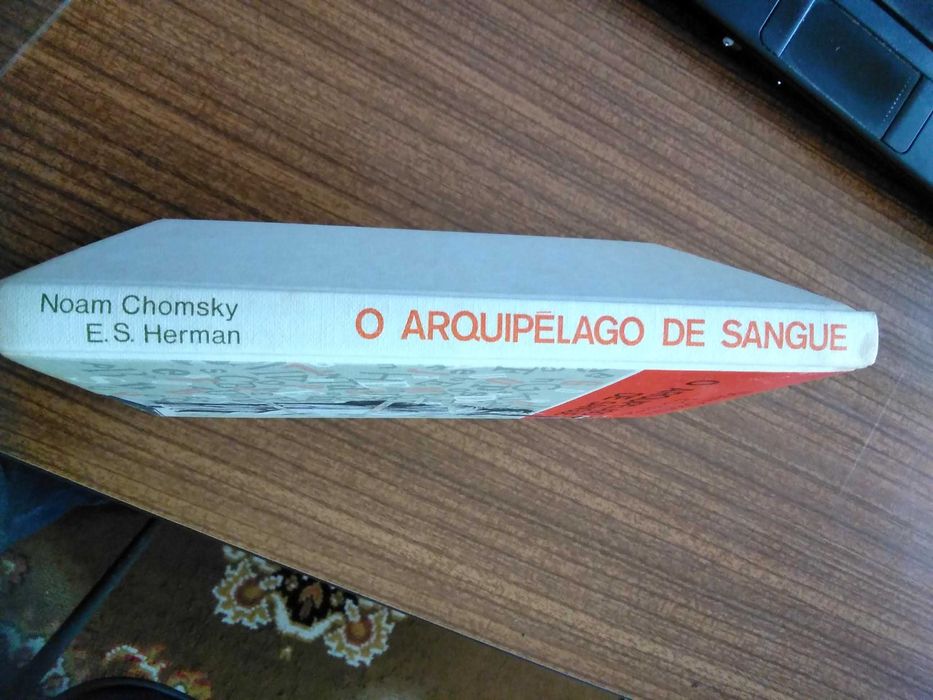 Noam Chomsky
E. S. Herman
O ARQUIPÉLAGO DE SANGUE